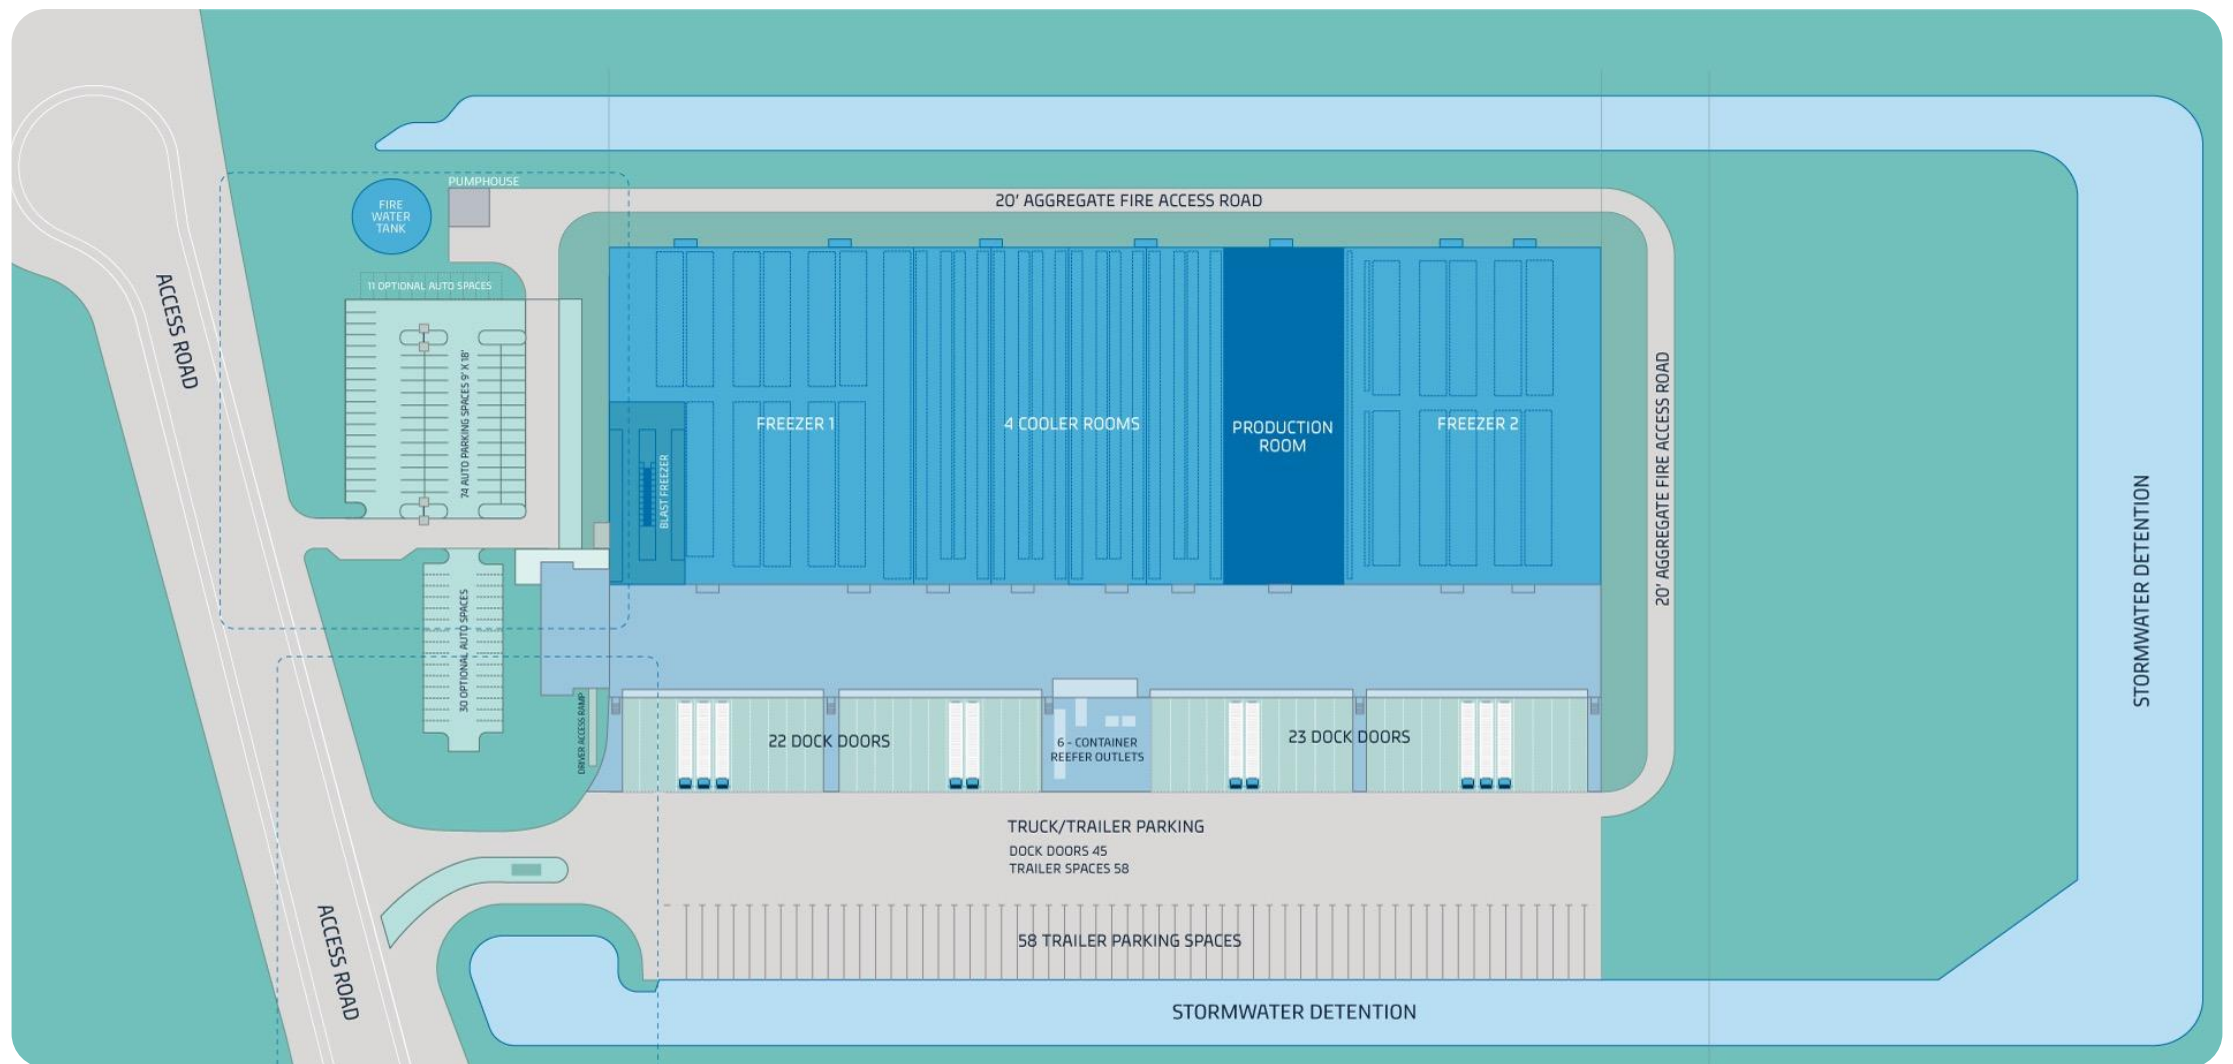 PUMPHOUSE
FIRE
WATER
TANK
20' AGGREGATE FIRE ACCESS ROAD
ACCESS ROAD
11 OPTIONAL AUTO SPACES
74 AUTO PARKING SPACES 9' X 18'
BLAST FREEZER
FREEZER 1
4 COOLER ROOMS
PRODUCTION
ROOM
FREEZER 2
20' AGGREGATE FIRE ACCESS ROAD
STORMWATER DETENTION
30 OPTIONAL AUTO SPACES
DRIVER ACCESS RAMP
22 DOCK DOORS
6 - CONTAINER
REEFER OUTLETS
23 DOCK DOORS
TRUCK/TRAILER PARKING
DOCK DOORS 45
TRAILER SPACES 58
ACCESS ROAD
58 TRAILER PARKING SPACES
STORMWATER DETENTION